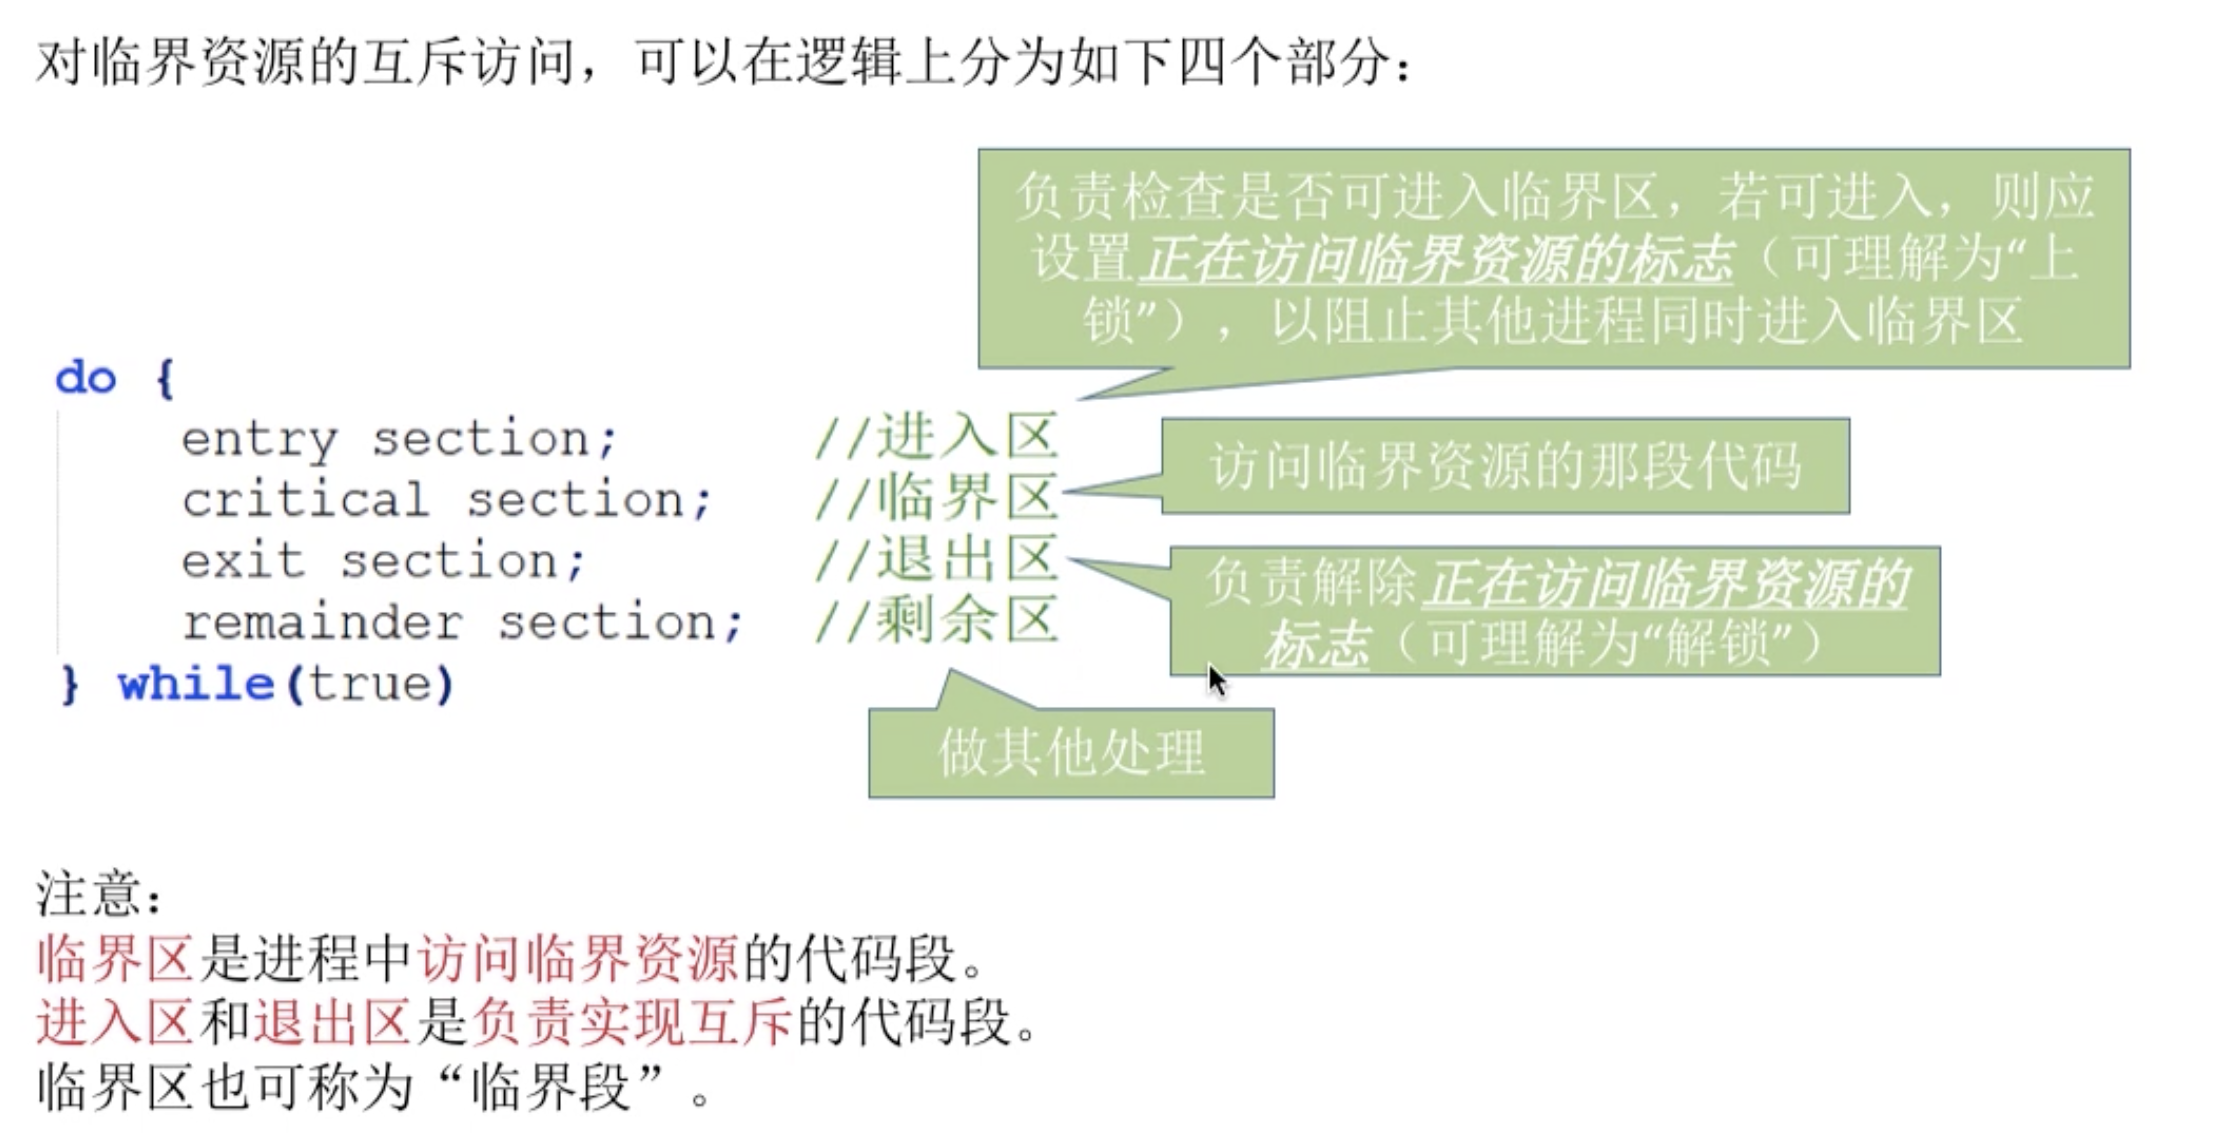 对临界资源的互斥访问，可以在逻辑上分为如下四个部分：
负责检查是否可进入临界区，若可进入，则应
设置正在访问临界资源的标志（可理解为“上
锁”），以阻止其他进程同时进入临界区
do {
entry section; //进入区
critical section; //临界区
exit section; //退出区
remainder section; //剩余区
} while(true)
访问临界资源的那段代码
负责解除正在访问临界资源的
标志（可理解为“解锁”）
做其他处理
注意：
临界区是进程中访问临界资源的代码段。
进入区和退出区是负责实现互斥的代码段。
临界区也可称为“临界段”。